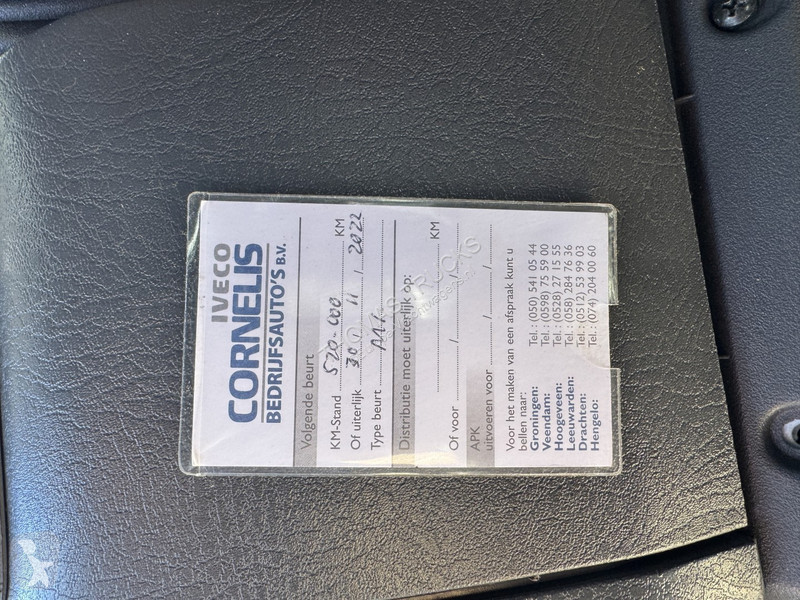 IVECO
CORNELIS
BEDRIJFSAUTO'S B.V.
Volgende beurt
KM-Stand 520-000 KM
Of uiterlijk 30 / 11 / 2022
Type beurt
Distributie moet uiterlijk op:
KM
Of voor / /
APK
uitvoeren voor / /
Voor het maken van een afspraak kunt u
bellen naar:
Groningen: Tel.: (050) 541 05 44
Veendam: Tel.: (0598) 75 59 00
Hoogeveen: Tel.: (0528) 27 15 55
Leeuwarden: Tel.: (058) 284 76 36
Drachten: Tel.: (0512) 53 99 03
Hengelo: Tel.: (074) 204 00 60